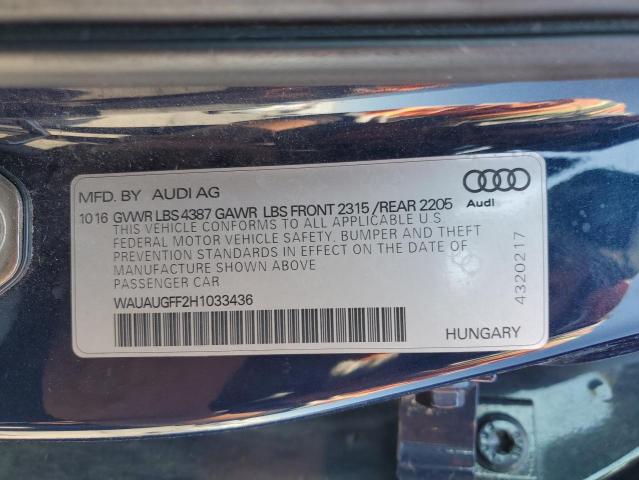 MFD. BY AUDI AG
1016 GVWR LBS 4387 GAWR LBS FRONT 2315 /REAR 2205
THIS VEHICLE CONFORMS TO ALL APPLICABLE U.S.
FEDERAL MOTOR VEHICLE SAFETY, BUMPER AND THEFT
PREVENTION STANDARDS IN EFFECT ON THE DATE OF
MANUFACTURE SHOWN ABOVE
PASSENGER CAR
WAUAUGFF2H1033436
HUNGARY
Audi
4320217